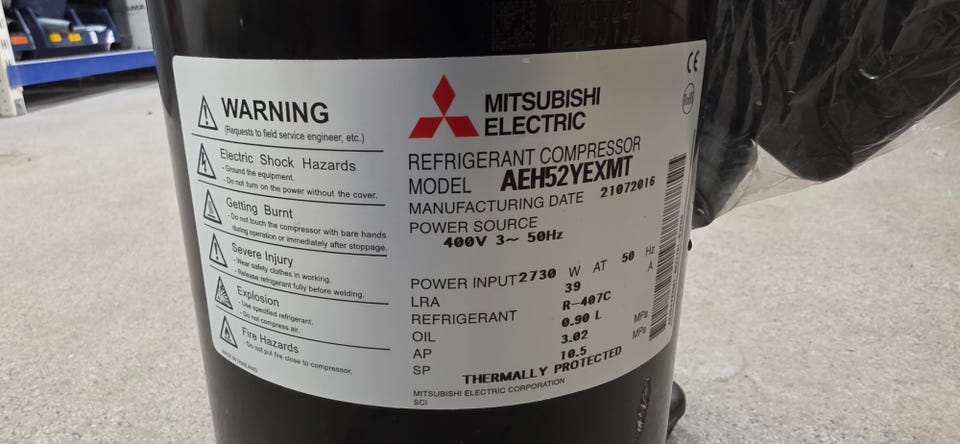 WARNING
(Requests to field service engineer, etc.)
Electric Shock Hazards
- Ground the equipment.
- Do not turn on the power without the cover.
Getting Burnt
- Do not touch the compressor with bare hands
during operation or immediately after stoppage.
Severe Injury
- Wear safety clothes in working.
- Release refrigerant fully before welding.
Explosion
- Use specified refrigerant.
- Do not compress air.
Fire Hazards
- Do not put fire close to compressor.
MADE IN THAILAND
CE
RoHS
MITSUBISHI
ELECTRIC
REFRIGERANT COMPRESSOR
MODEL AEH52YEXMT
MANUFACTURING DATE 21072016
POWER SOURCE
400V 3~ 50Hz
POWER INPUT 2730 W AT 50 Hz
LRA 39 A
REFRIGERANT R-407C
OIL 0.90 L
AP 3.02 MPa
SP 10.5 MPa
THERMALLY PROTECTED
MITSUBISHI ELECTRIC CORPORATION
SCI